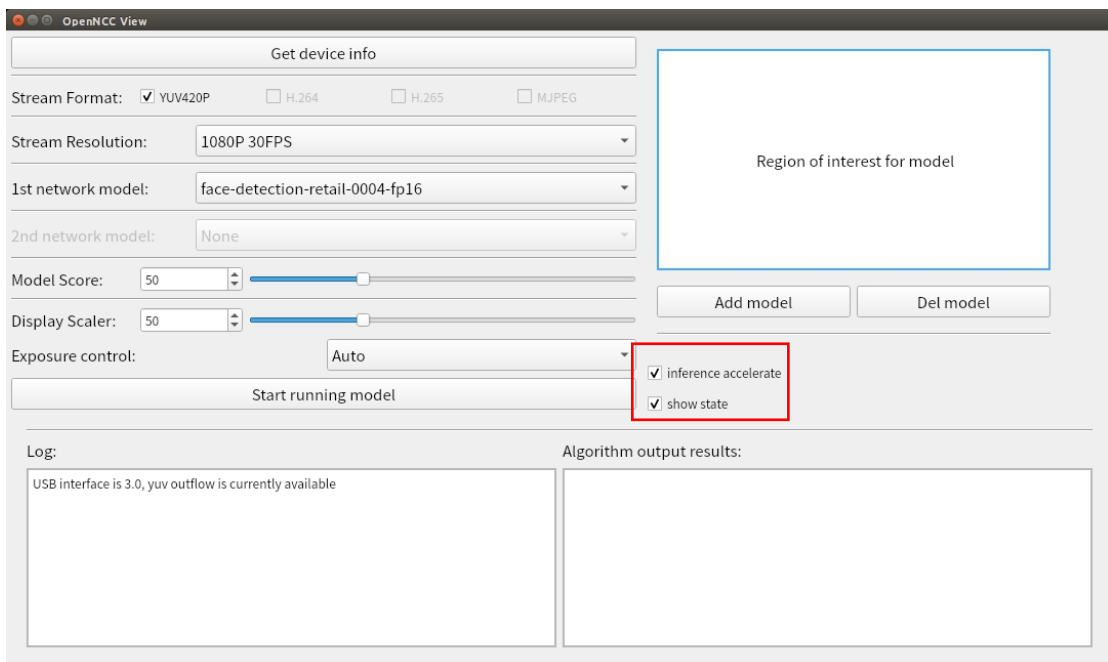 OpenNCC View
Get device info
Stream Format: YUV420P H.264 H.265 MJPEG
Stream Resolution: 1080P 30FPS
1st network model: face-detection-retail-0004-fp16
2nd network model: None
Model Score: 50
Display Scaler: 50
Exposure control: Auto
Start running model
Region of interest for model
Add model Del model
inference accelerate
show state
Log:
USB interface is 3.0, yuv outflow is currently available
Algorithm output results: